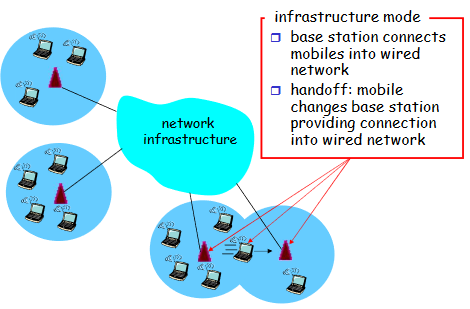 infrastructure mode
base station connects
mobiles into wired
network
handoff: mobile
changes base station
providing connection
into wired network
network
infrastructure